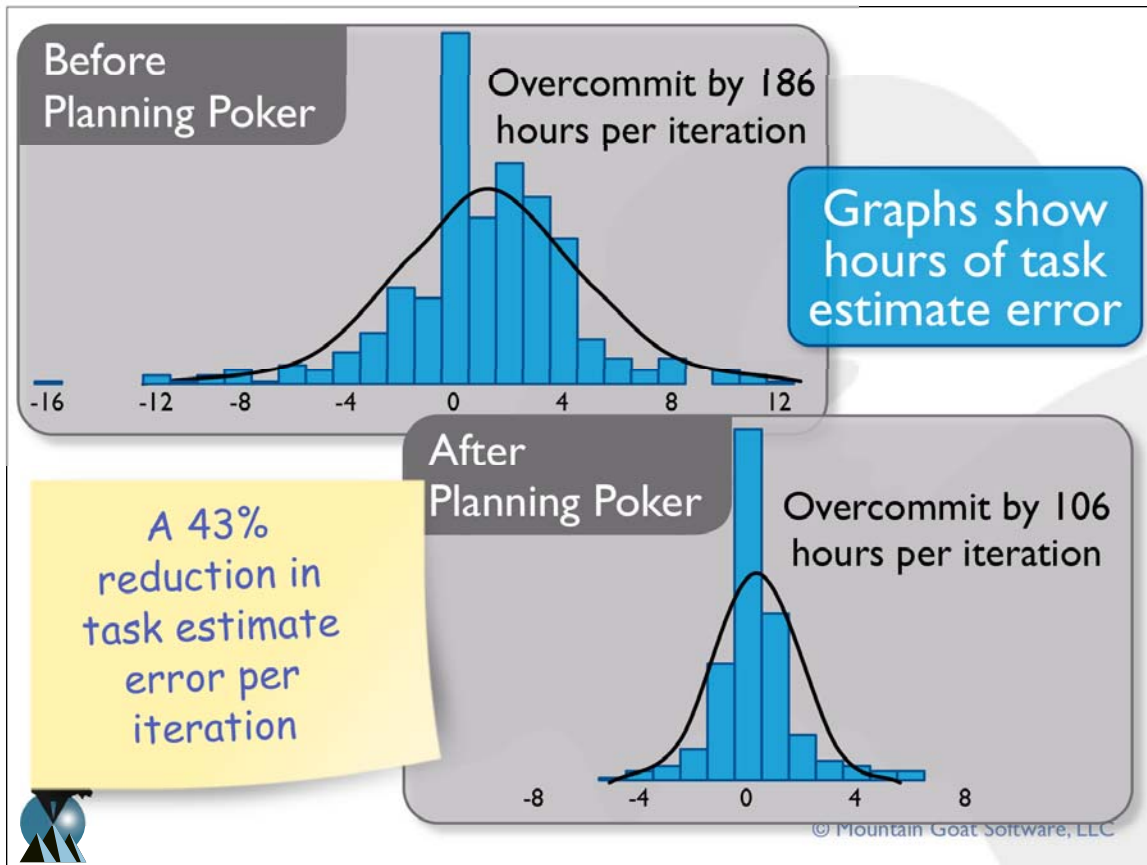 Before
Planning Poker
Overcommit by 186
hours per iteration
Graphs show
hours of task
estimate error
-16 -12 -8 -4 0 4 8 12
After
Planning Poker
Overcommit by 106
hours per iteration
A 43%
reduction in
task estimate
error per
iteration
-8 -4 0 4 8
© Mountain Goat Software, LLC